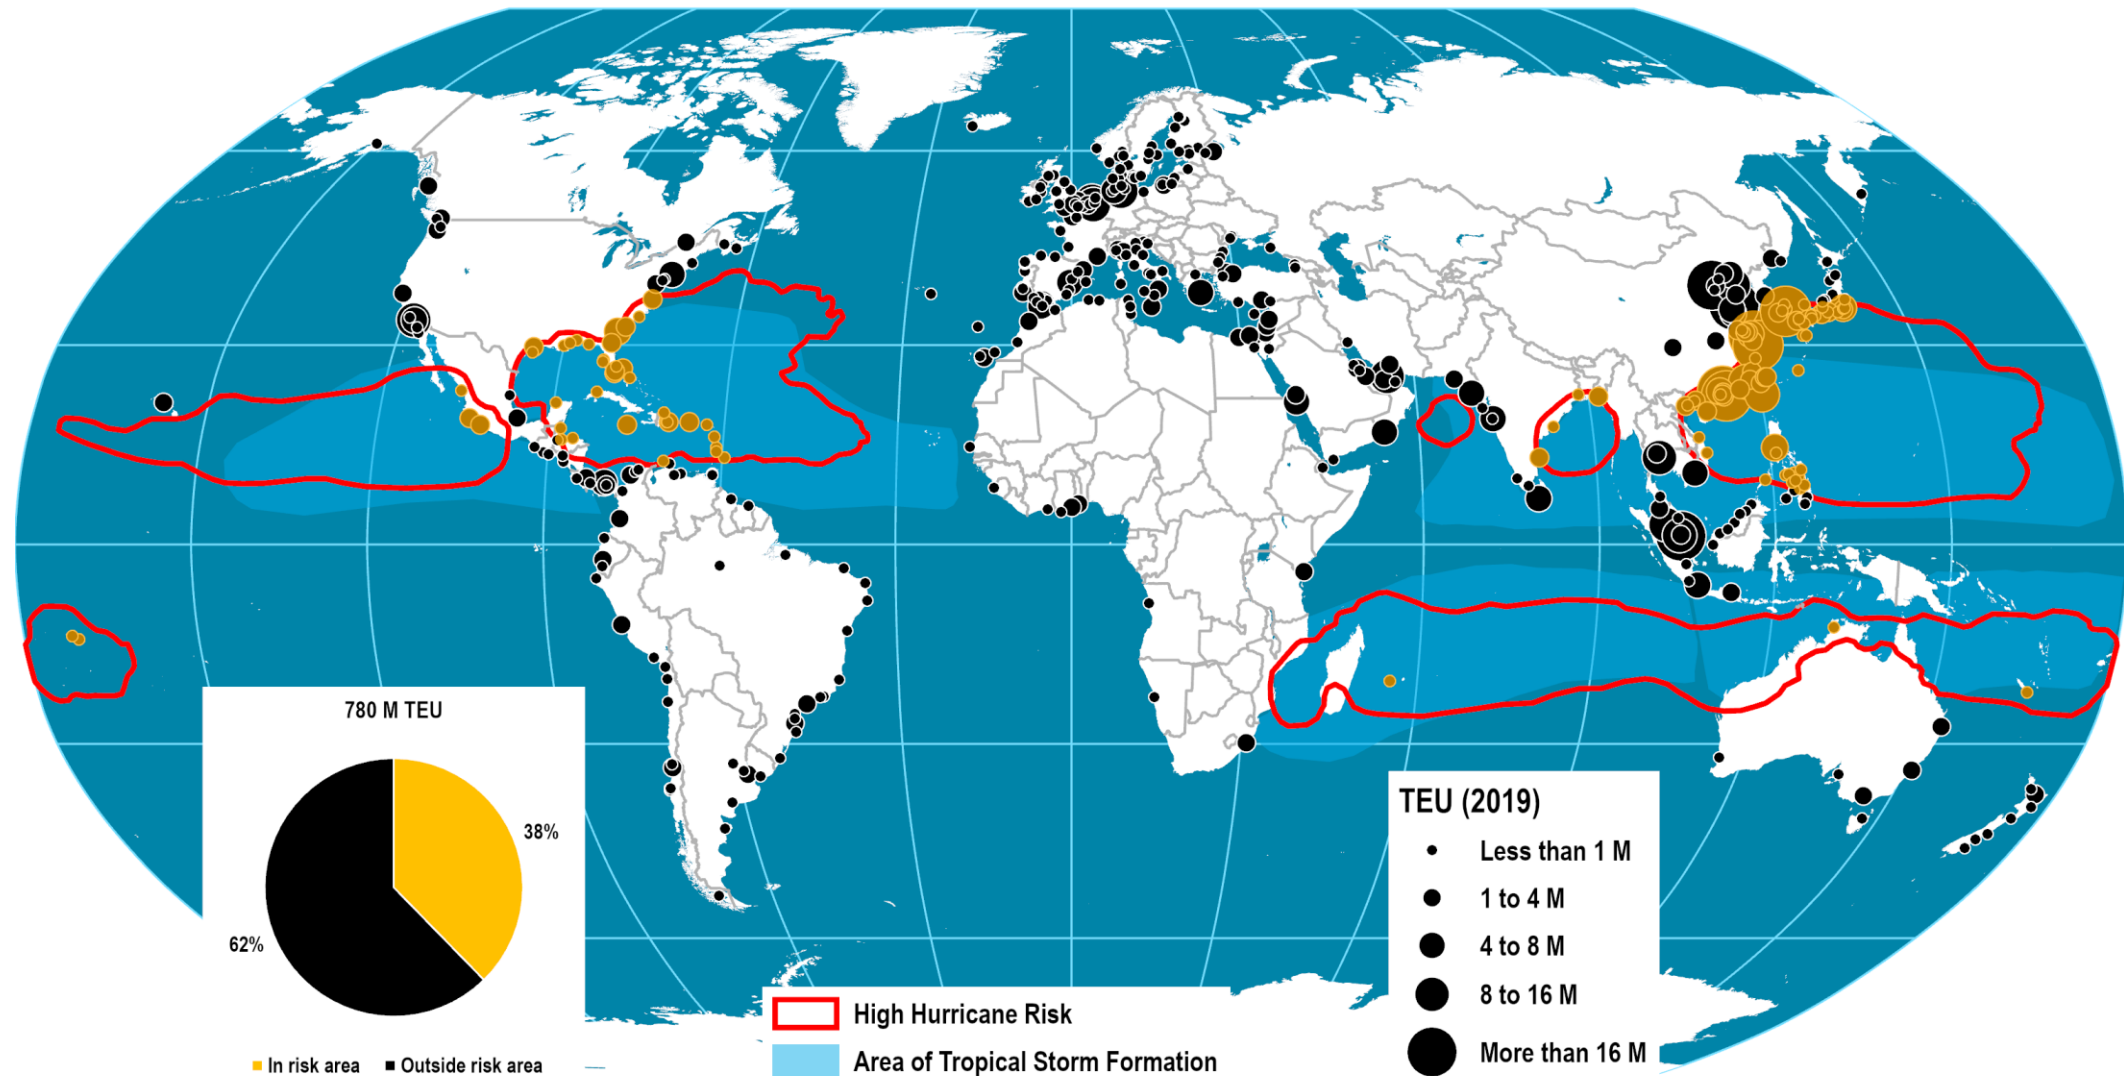 780 M TEU
38%
62%
In risk area
Outside risk area
High Hurricane Risk
Area of Tropical Storm Formation
TEU (2019)
Less than 1 M
1 to 4 M
4 to 8 M
8 to 16 M
More than 16 M